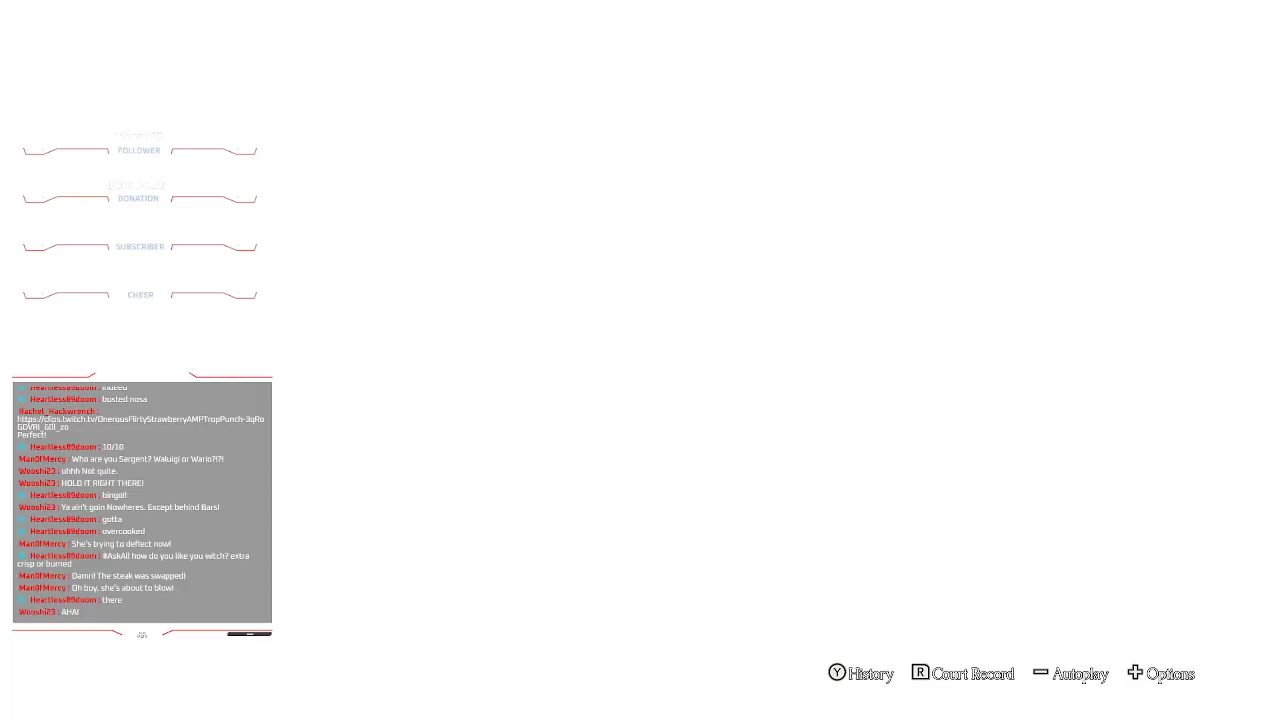 FOLLOWER
DONATION
SUBSCRIBER
CHEER
Heartless89doom : indeed
Heartless89doom : busted nosa
Rachel_Hackwrench :
https://clips.twitch.tv/OnerousFlirtyStrawberryAMPTropPunch-3qRo
Perfect!
Heartless89doom : 10/10
ManOfMercy : Who are you Sargent? Waluigi or Wario?!?!
Wooshi23 : uhhh Not quite.
Wooshi23 : HOLD IT RIGHT THERE!
Heartless89doom : bingo!!
Wooshi23 : Ya ain't goin Nowheres. Except behind Bars!
Heartless89doom : gotta
Heartless89doom : overcooked
ManOfMercy : She's trying to deflect now!
Heartless89doom : #AskAll how do you like you witch? extra
crisp or burned
ManOfMercy : Damn! The steak was swapped!
ManOfMercy : Oh boy, she's about to blow!
Heartless89doom : there
Wooshi23 : AHA!
Y History R Court Record Autoplay Options